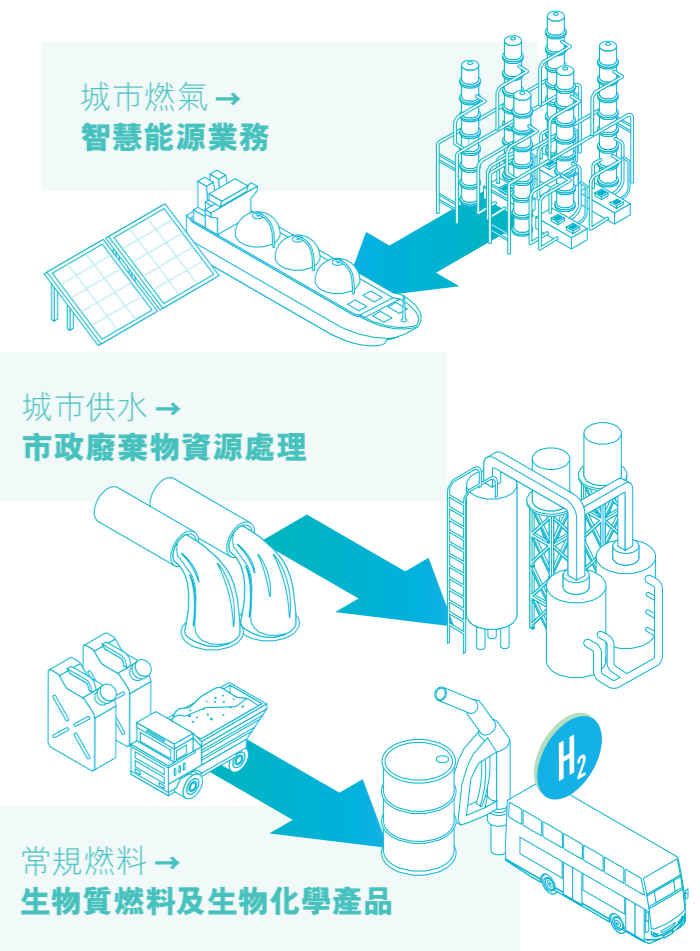 城市燃氣 →
智慧能源業務
城市供水 →
市政廢棄物資源處理
H2
常規燃料 →
生物質燃料及生物化學產品